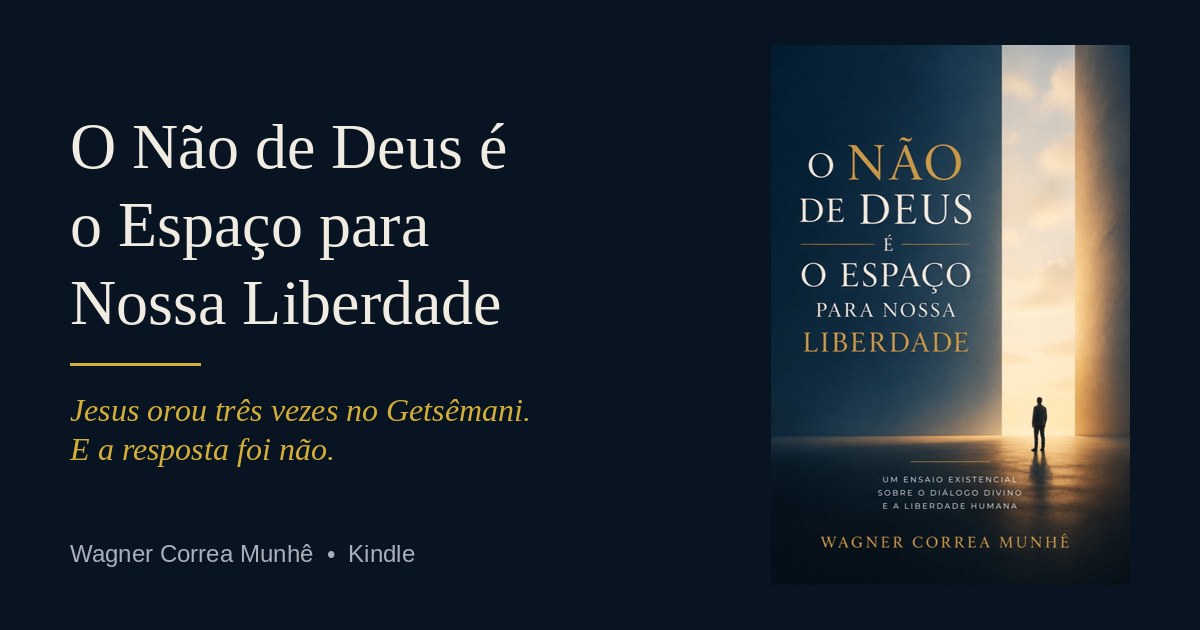 O Não de Deus é
o Espaço para
Nossa Liberdade
Jesus orou três vezes no Getsêmani.
E a resposta foi não.
Wagner Correa Munhê • Kindle
O NÃO
DE DEUS
É
O ESPAÇO
PARA NOSSA
LIBERDADE
UM ENSAIO EXISTENCIAL
SOBRE O DIÁLOGO DIVINO
E A LIBERDADE HUMANA
WAGNER CORREA MUNHÊ